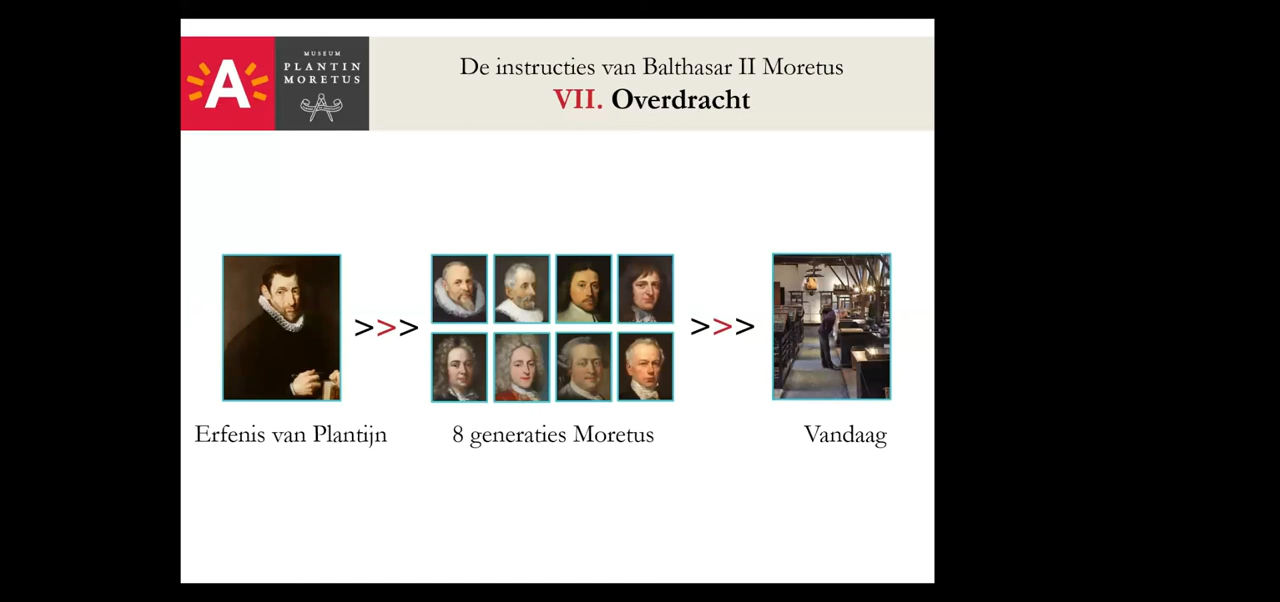 A
MUSEUM
PLANTIN
MORETUS
De instructies van Balthasar II Moretus
VII. Overdracht
>>>
>>>
Erfenis van Plantijn
8 generaties Moretus
Vandaag